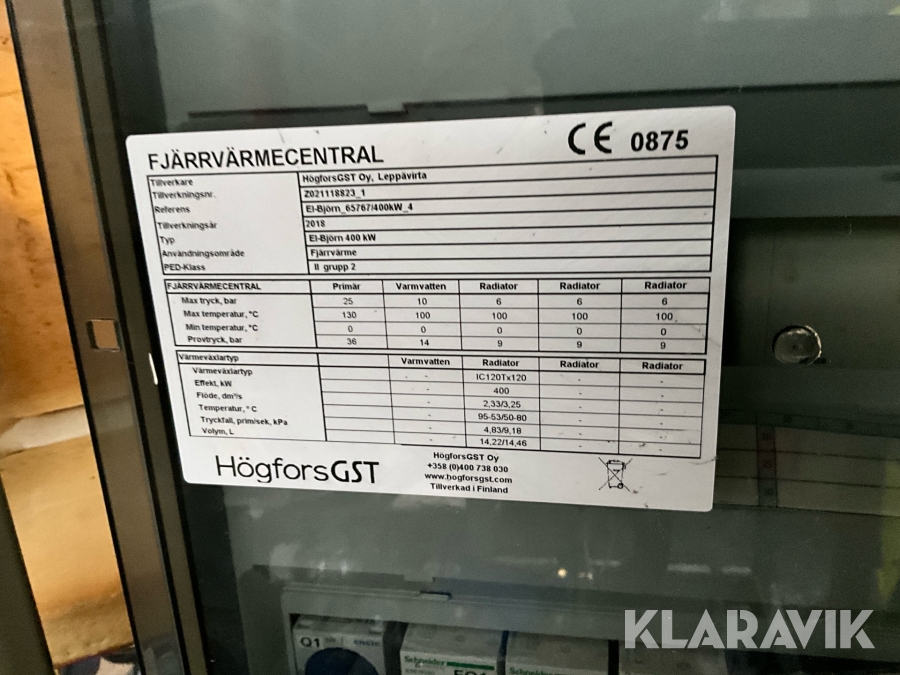 FJÄRRVÄRMECENTRAL CE 0875
Tillverkare HögforsGST Oy, Leppävirta
Tillverkningsnr. Z021118823_1
Referens El-Björn_65767/400kW_4
Tillverkningsår 2018
Typ El-Björn 400 kW
Användningsområde Fjärrvärme
PED-Klass II grupp 2
FJÄRRVÄRMECENTRAL Primär Varmvatten Radiator Radiator Radiator
Max tryck, bar 25 10 6 6 6
Max temperatur, °C 130 100 100 100 100
Min temperatur, °C 0 0 0 0 0
Provtryck, bar 36 14 9 9 9
Värmeväxlartyp Varmvatten Radiator Radiator Radiator
Värmeväxlartyp - IC120Tx120 - -
Effekt, kW - 400 - -
Flöde, dm³/s - 2,33/3,25 - -
Temperatur, °C - 95-53/50-80 - -
Tryckfall, prim/sek, kPa - 4,83/9,18 - -
Volym, L - 14,22/14,46 - -
HögforsGST
HögforsGST Oy
+358 (0)400 738 030
www.hogforsgst.com
Tillverkad i Finland
Q1
Schneider
Schneider
KLARAVIK